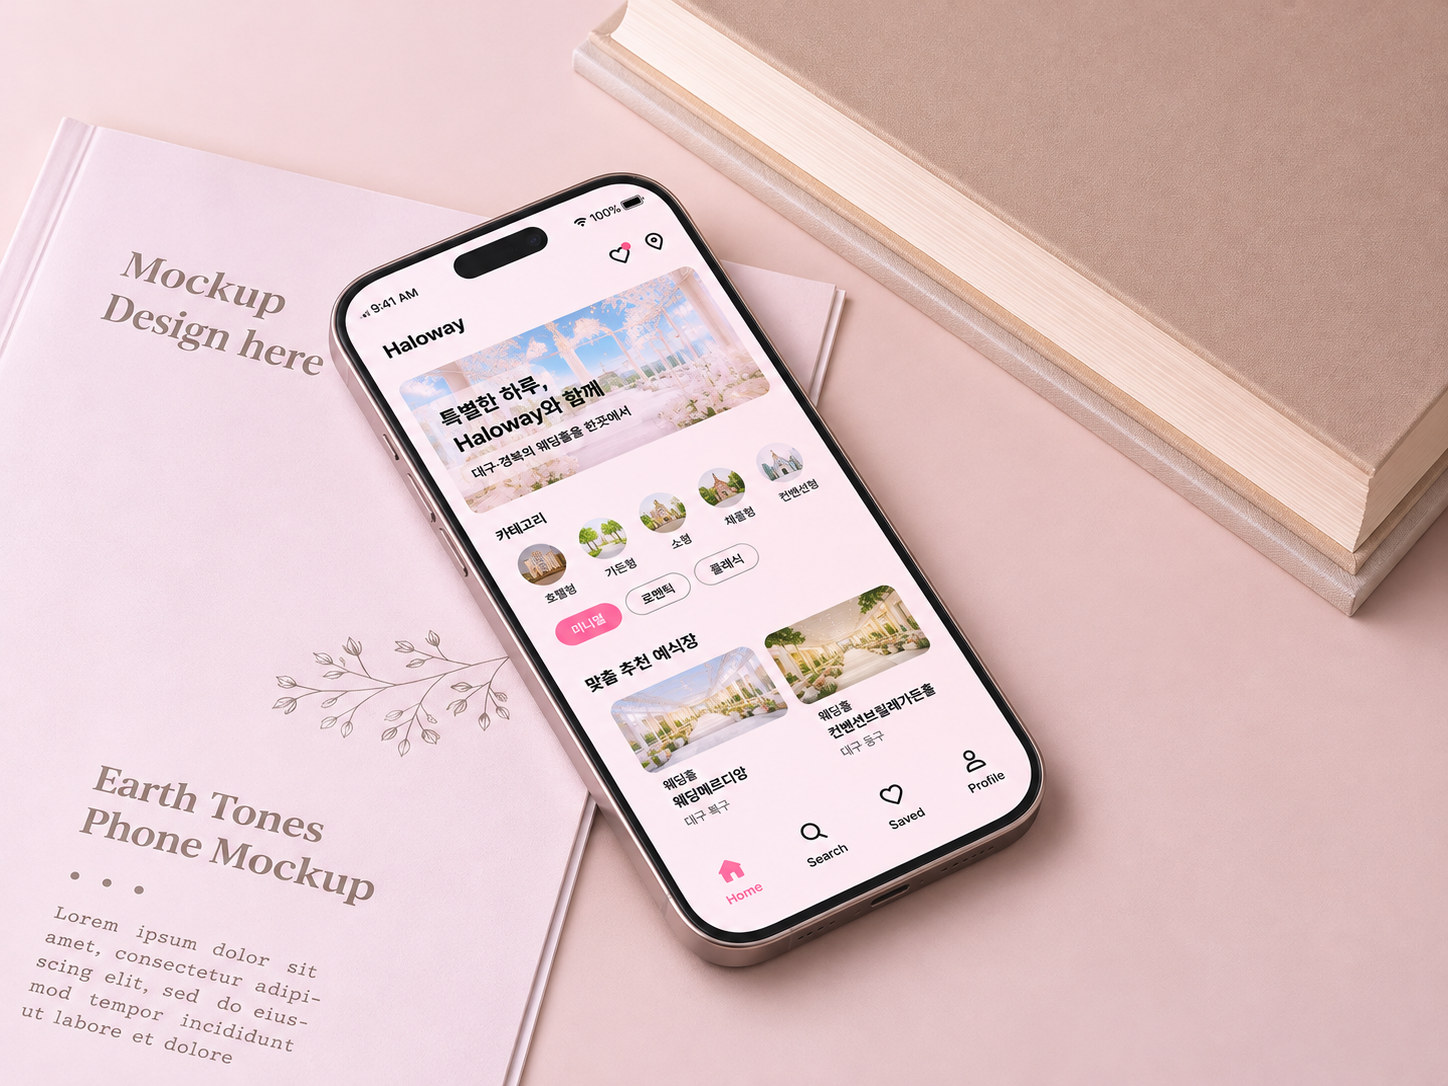 Mockup
Design here
Earth Tones
Phone Mockup
Lorem ipsum dolor sit
amet, consectetur adipi-
scing elit, sed do eius-
mod tempor incididunt
ut labore et dolore
9:41 AM
100%
Haloway
특별한 하루,
Haloway와 함께
대구·경북의 웨딩홀을 한곳에서
카테고리
호텔형
가든형
소형
채플형
컨벤션형
미니멀
로맨틱
클래식
맞춤 추천 예식장
웨딩홀
웨딩메르디앙
대구 북구
웨딩홀
컨벤션브릴레가든홀
대구 동구
Home
Search
Saved
Profile